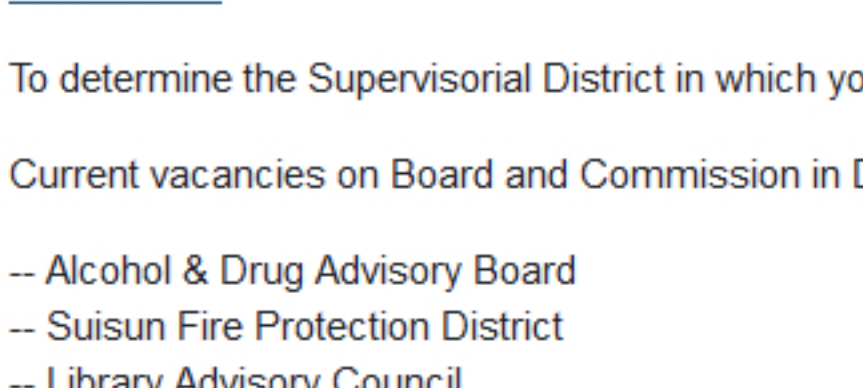 To determine the Supervisorial District in which yo
Current vacancies on Board and Commission in D
-- Alcohol & Drug Advisory Board
-- Suisun Fire Protection District
-- Library Advisory Council